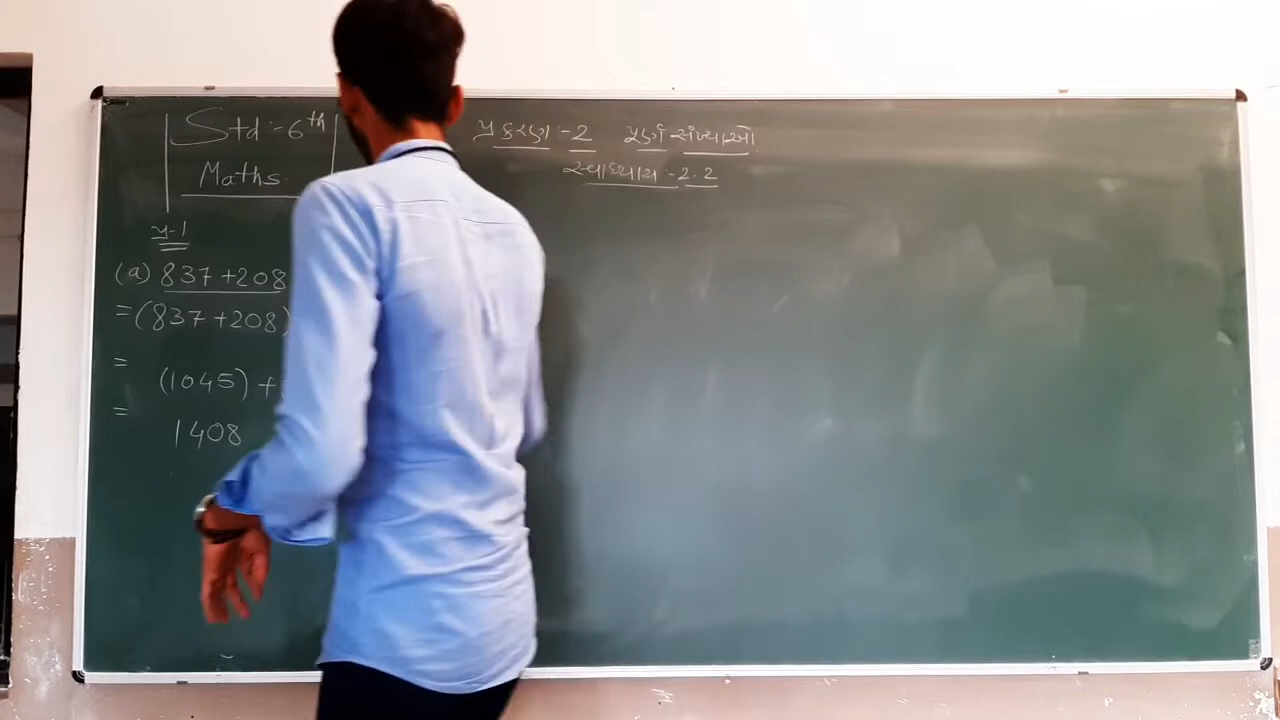 Std :- 6th
Maths.
પ્રકરણ :- 2 પૂર્ણ સંખ્યાઓ
સ્વાધ્યાય - 2.2
પ્ર-1
(a) 837 + 208
= (837 + 208)
= (1045) +
= 1408